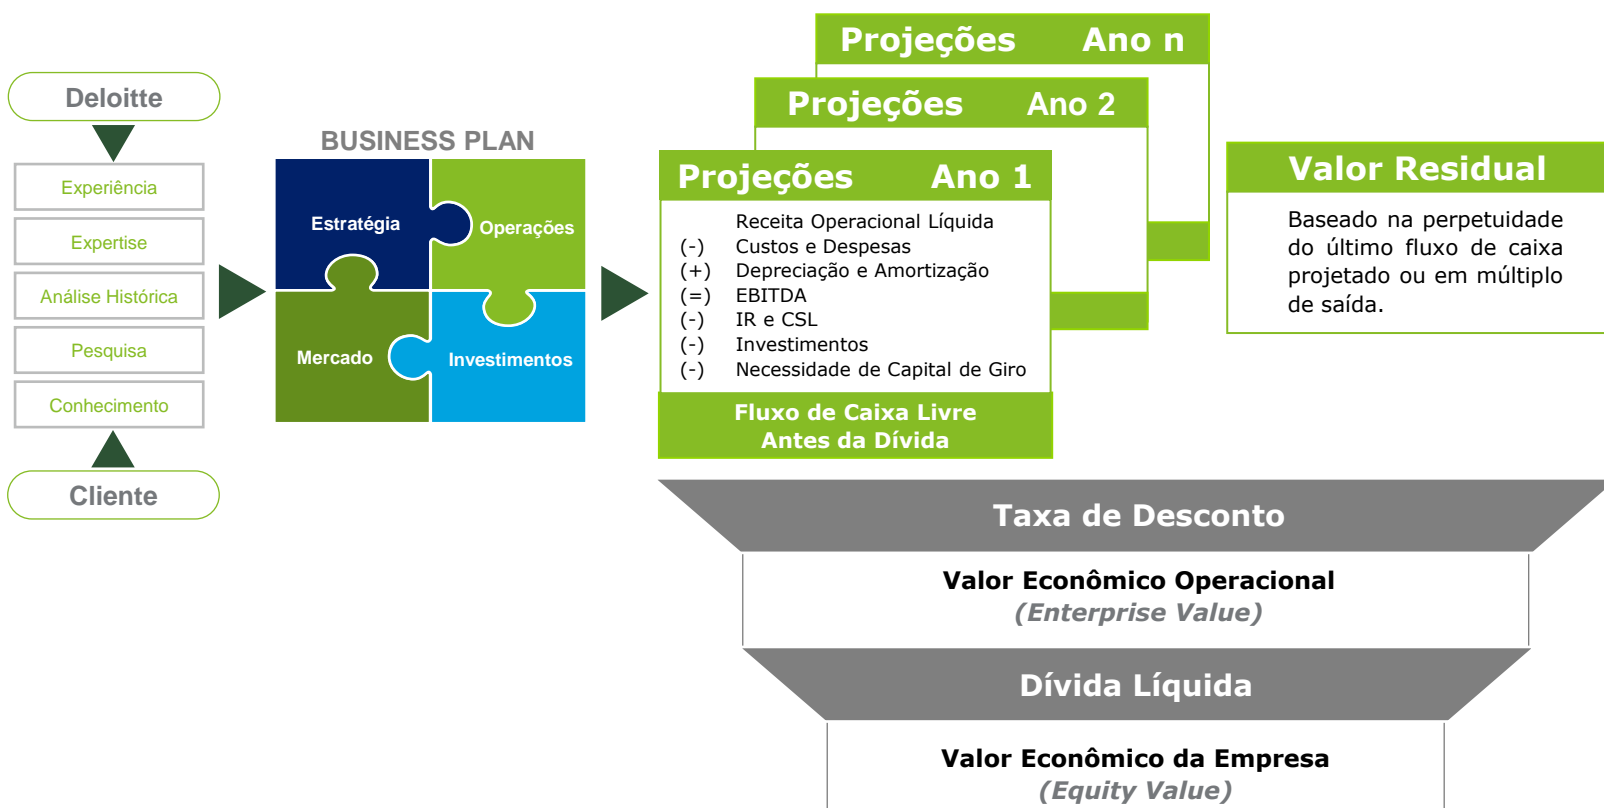 Deloitte
Experiência
Expertise
Análise Histórica
Pesquisa
Conhecimento
Cliente
BUSINESS PLAN
Estratégia
Operações
Mercado
Investimentos
Projeções Ano n
Projeções Ano 2
Projeções Ano 1
Receita Operacional Líquida
(-) Custos e Despesas
(+) Depreciação e Amortização
(=) EBITDA
(-) IR e CSL
(-) Investimentos
(-) Necessidade de Capital de Giro
Fluxo de Caixa Livre
Antes da Dívida
Valor Residual
Baseado na perpetuidade
do último fluxo de caixa
projetado ou em múltiplo
de saída.
Taxa de Desconto
Valor Econômico Operacional
(Enterprise Value)
Dívida Líquida
Valor Econômico da Empresa
(Equity Value)